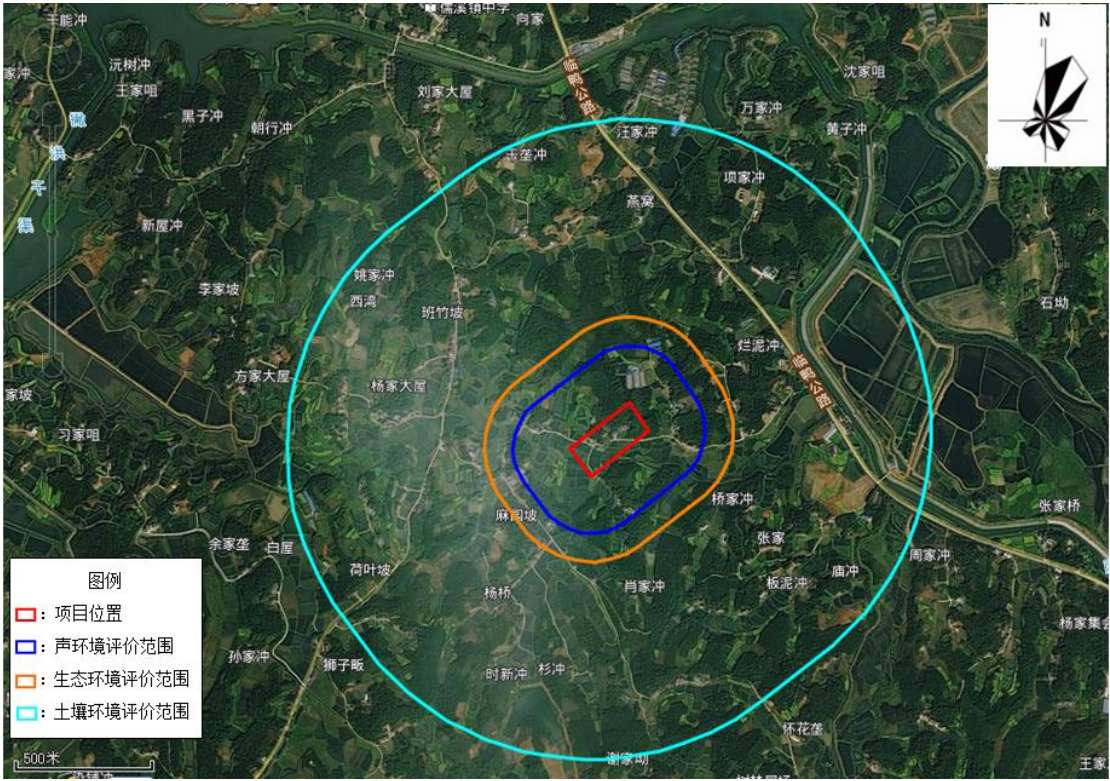 王能冲
向家
N
沅树冲
王家咀
刘家大屋
临鸭公路
沈家咀
黑子冲
朝行冲
汪家冲
万家冲
黄子冲
撇洪干渠
玉垄冲
项家冲
燕窝
新屋冲
姚家冲
李家坡
西湾
班竹坡
石坳
烂泥冲
临鸭公路
方家大屋
杨家大屋
家坡
习家咀
麻园坡
桥家冲
张家桥
余家垄
白屋
张家
周家冲
荷叶坡
杨桥
肖家冲
板泥冲
庙冲
杨家集会
孙家冲
狮子畈
时新冲
杉冲
怀花垄
谢家坳
王家
图例
：项目位置
：声环境评价范围
：生态环境评价范围
：土壤环境评价范围
500米